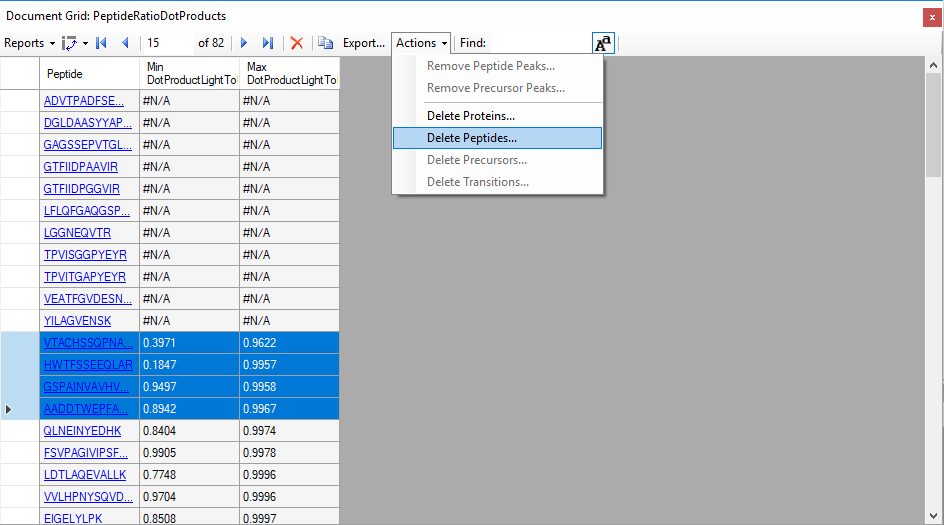 Document Grid: PeptideRatioDotProducts
Reports 15 of 82 Export... Actions Find: Aa
Remove Peptide Peaks...
Remove Precursor Peaks...
Delete Proteins...
Delete Peptides...
Delete Precursors...
Delete Transitions...
Peptide Min DotProductLightTo Max DotProductLightTo
ADVTPADFSE... #N/A #N/A
DGLDAASYYAP... #N/A #N/A
GAGSSEPVTGL... #N/A #N/A
GTFIIDPAAVIR #N/A #N/A
GTFIIDPGGVIR #N/A #N/A
LFLQFGAQGSP... #N/A #N/A
LGGNEQVTR #N/A #N/A
TPVISGGPYEYR #N/A #N/A
TPVITGAPYEYR #N/A #N/A
VEATFGVDESN... #N/A #N/A
YILAGVENSK #N/A #N/A
VTACHSSQPNA... 0.3971 0.9622
HWTFSSEEQLAR 0.1847 0.9957
GSPAINVAVHV... 0.9497 0.9958
AADDTWEPFA... 0.8942 0.9967
QLNEINYEDHK 0.8404 0.9974
FSVPAGIVIPSF... 0.9905 0.9978
LDTLAQEVALLK 0.7748 0.9996
VVLHPNYSQVD... 0.9704 0.9996
EIGELYLPK 0.8508 0.9997